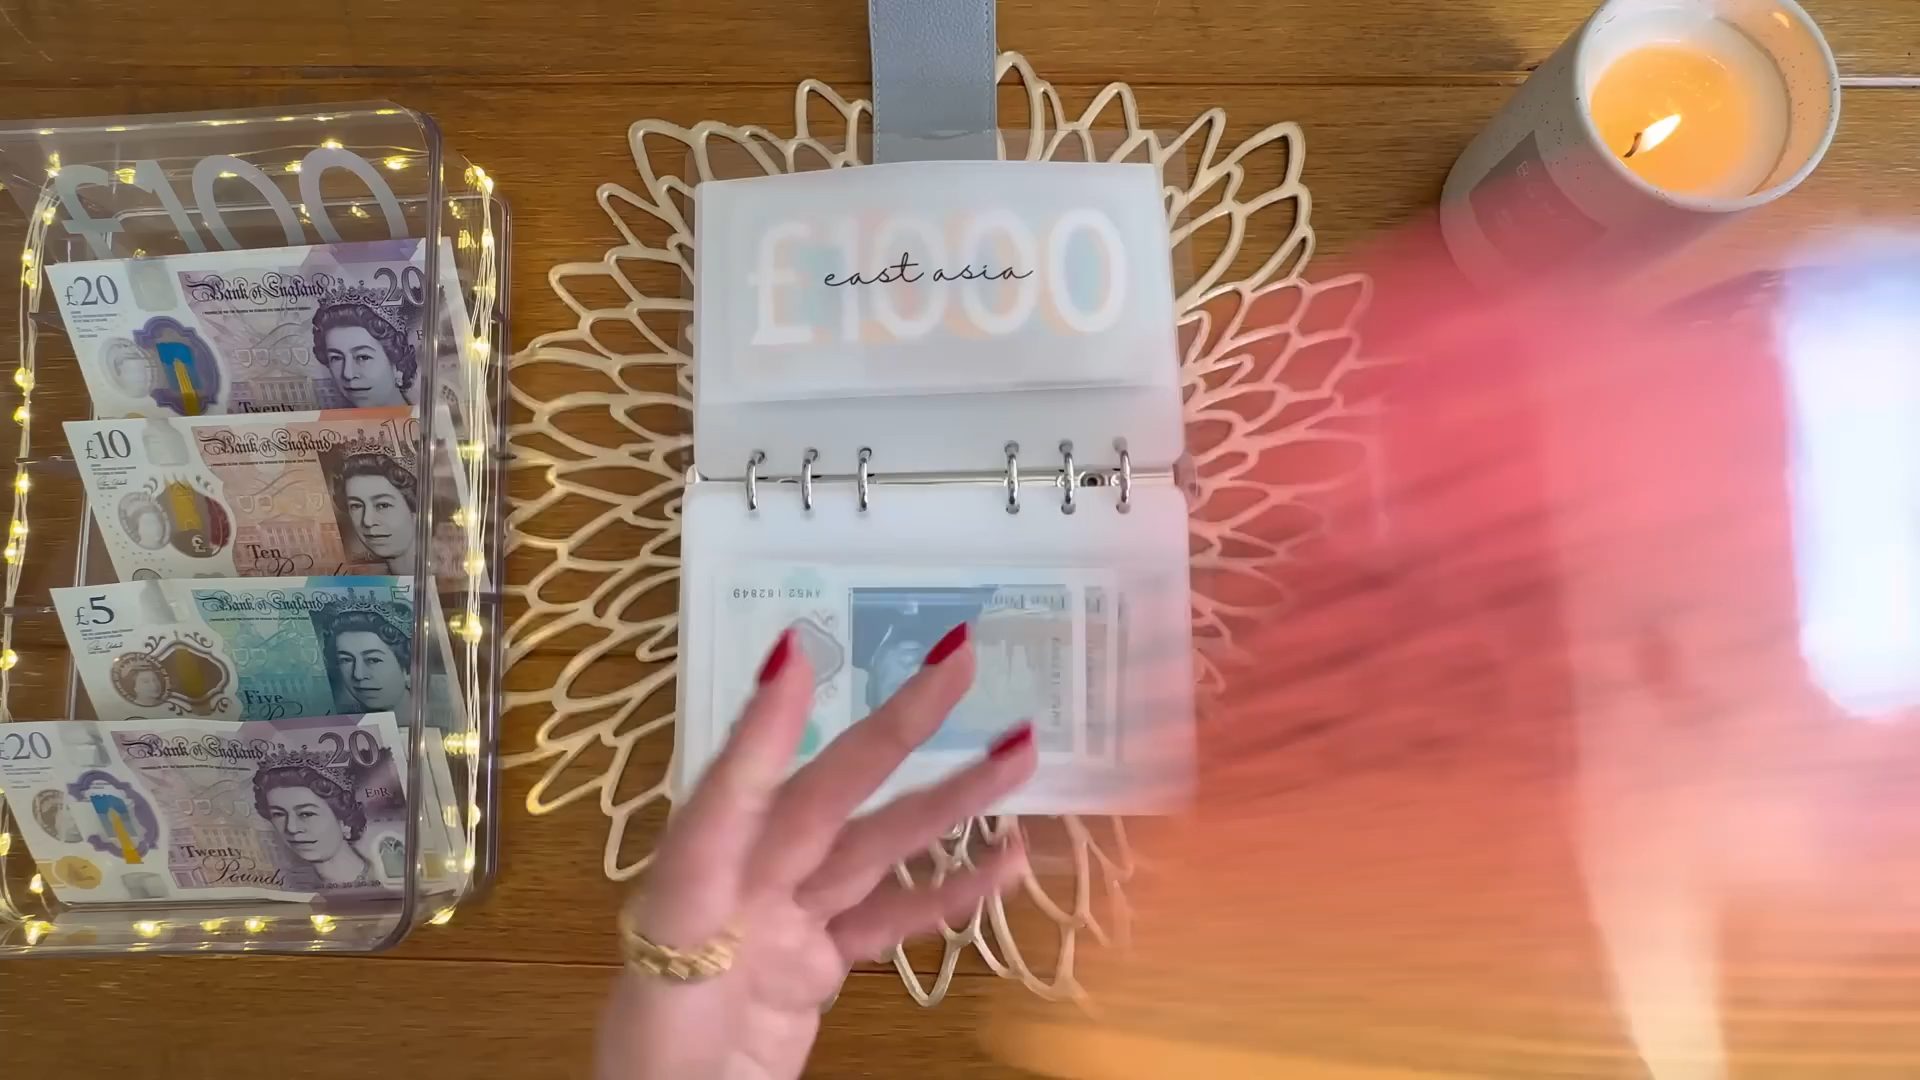 £100
£20
Bank of England
20
Twenty
£10
Bank of England
10
Ten
£5
Bank of England
5
Five
£20
Bank of England
20
Twenty
Pounds
£1000
east asia
AM52 182849